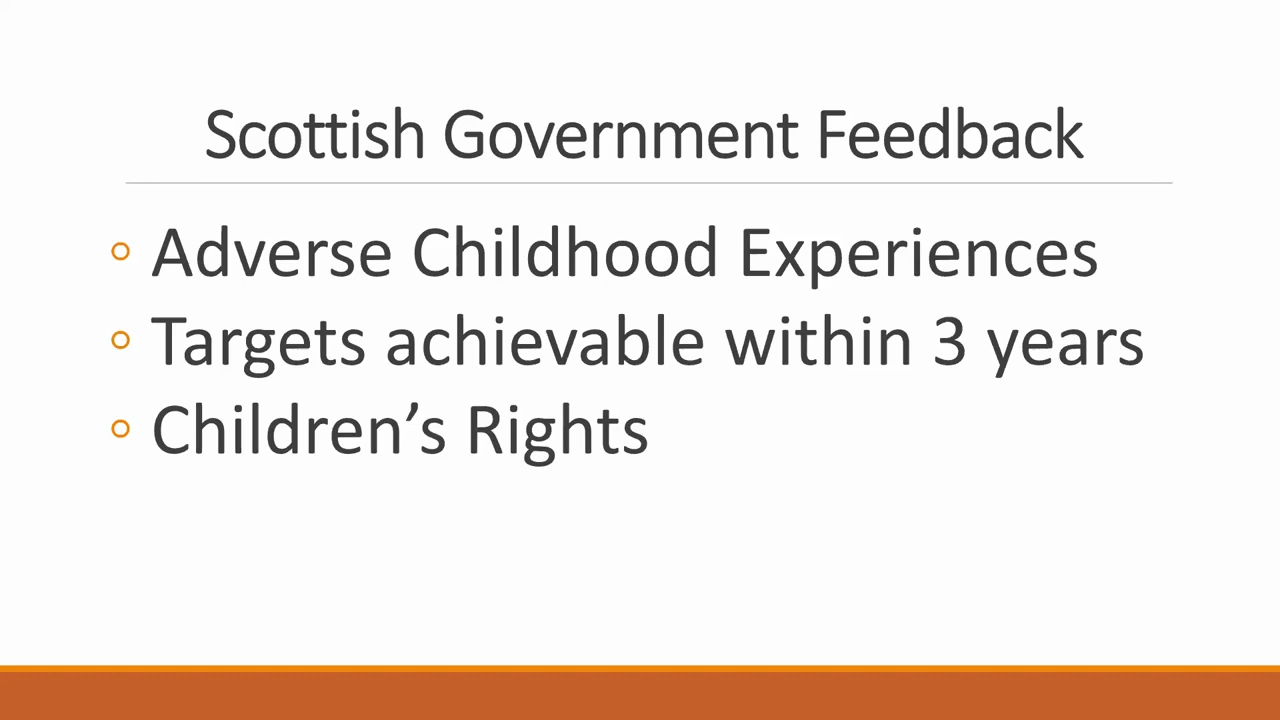 Scottish Government Feedback
◦ Adverse Childhood Experiences
◦ Targets achievable within 3 years
◦ Children’s Rights